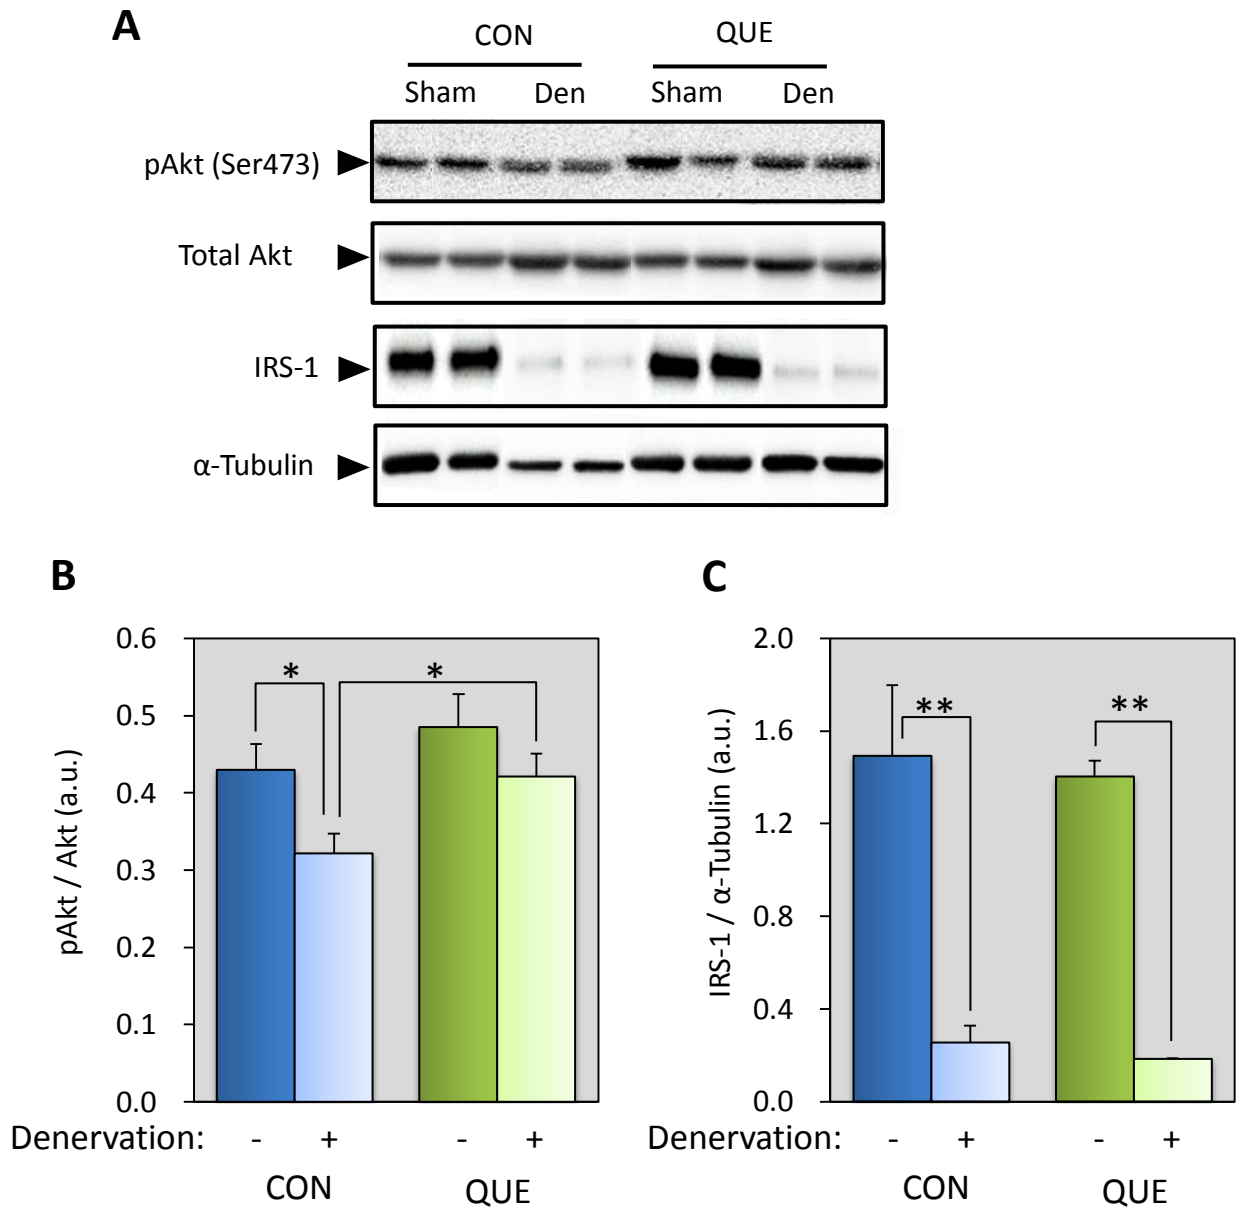 A
CON QUE
Sham Den Sham Den
pAkt (Ser473)
Total Akt
IRS-1
α-Tubulin
B
pAkt / Akt (a.u.)
0.6
0.5
0.4
0.3
0.2
0.1
0.0
* *
Denervation: - + - +
CON QUE
C
IRS-1 / α-Tubulin (a.u.)
2.0
1.6
1.2
0.8
0.4
0.0
** **
Denervation: - + - +
CON QUE